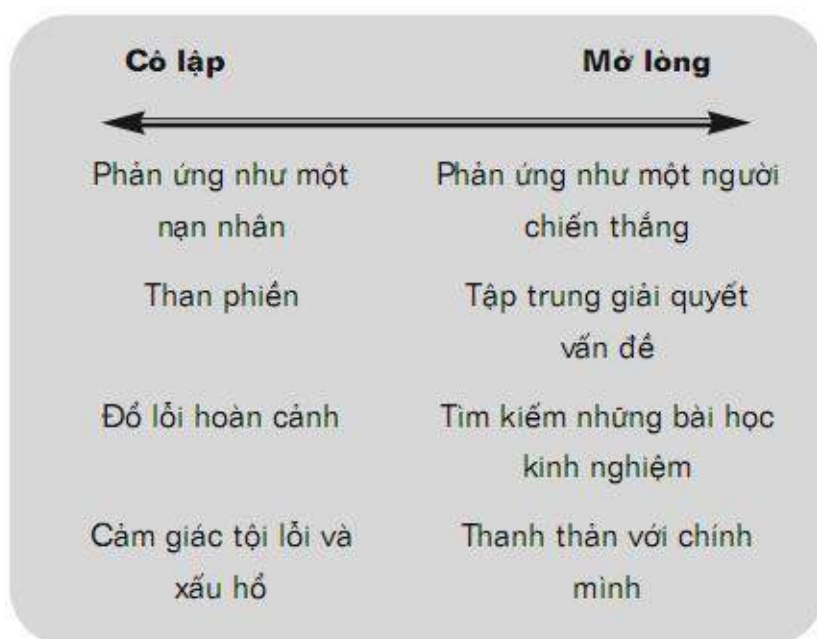 Cô lập
Mở lòng
Phản ứng như một
nạn nhân
Phản ứng như một người
chiến thắng
Than phiền
Tập trung giải quyết
vấn đề
Đổ lỗi hoàn cảnh
Tìm kiếm những bài học
kinh nghiệm
Cảm giác tội lỗi và
xấu hổ
Thanh thản với chính
mình